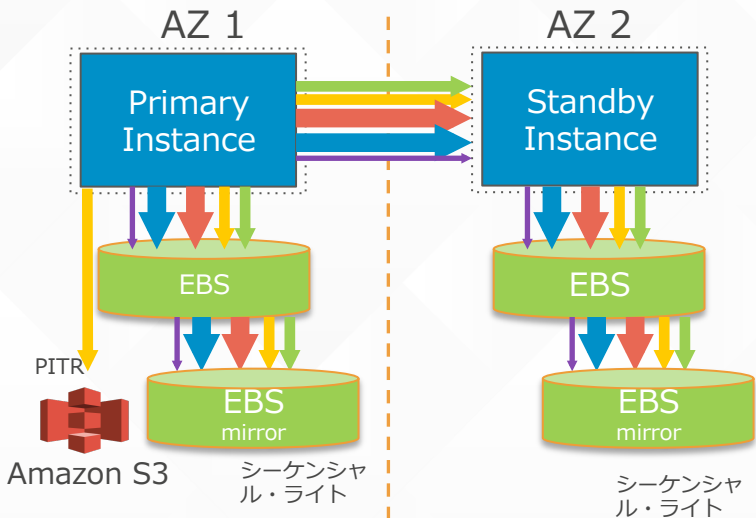 AZ 1
AZ 2
Primary
Instance
Standby
Instance
EBS
EBS
PITR
EBS
mirror
EBS
mirror
Amazon S3
シーケンシャ
ル・ライト
シーケンシャ
ル・ライト